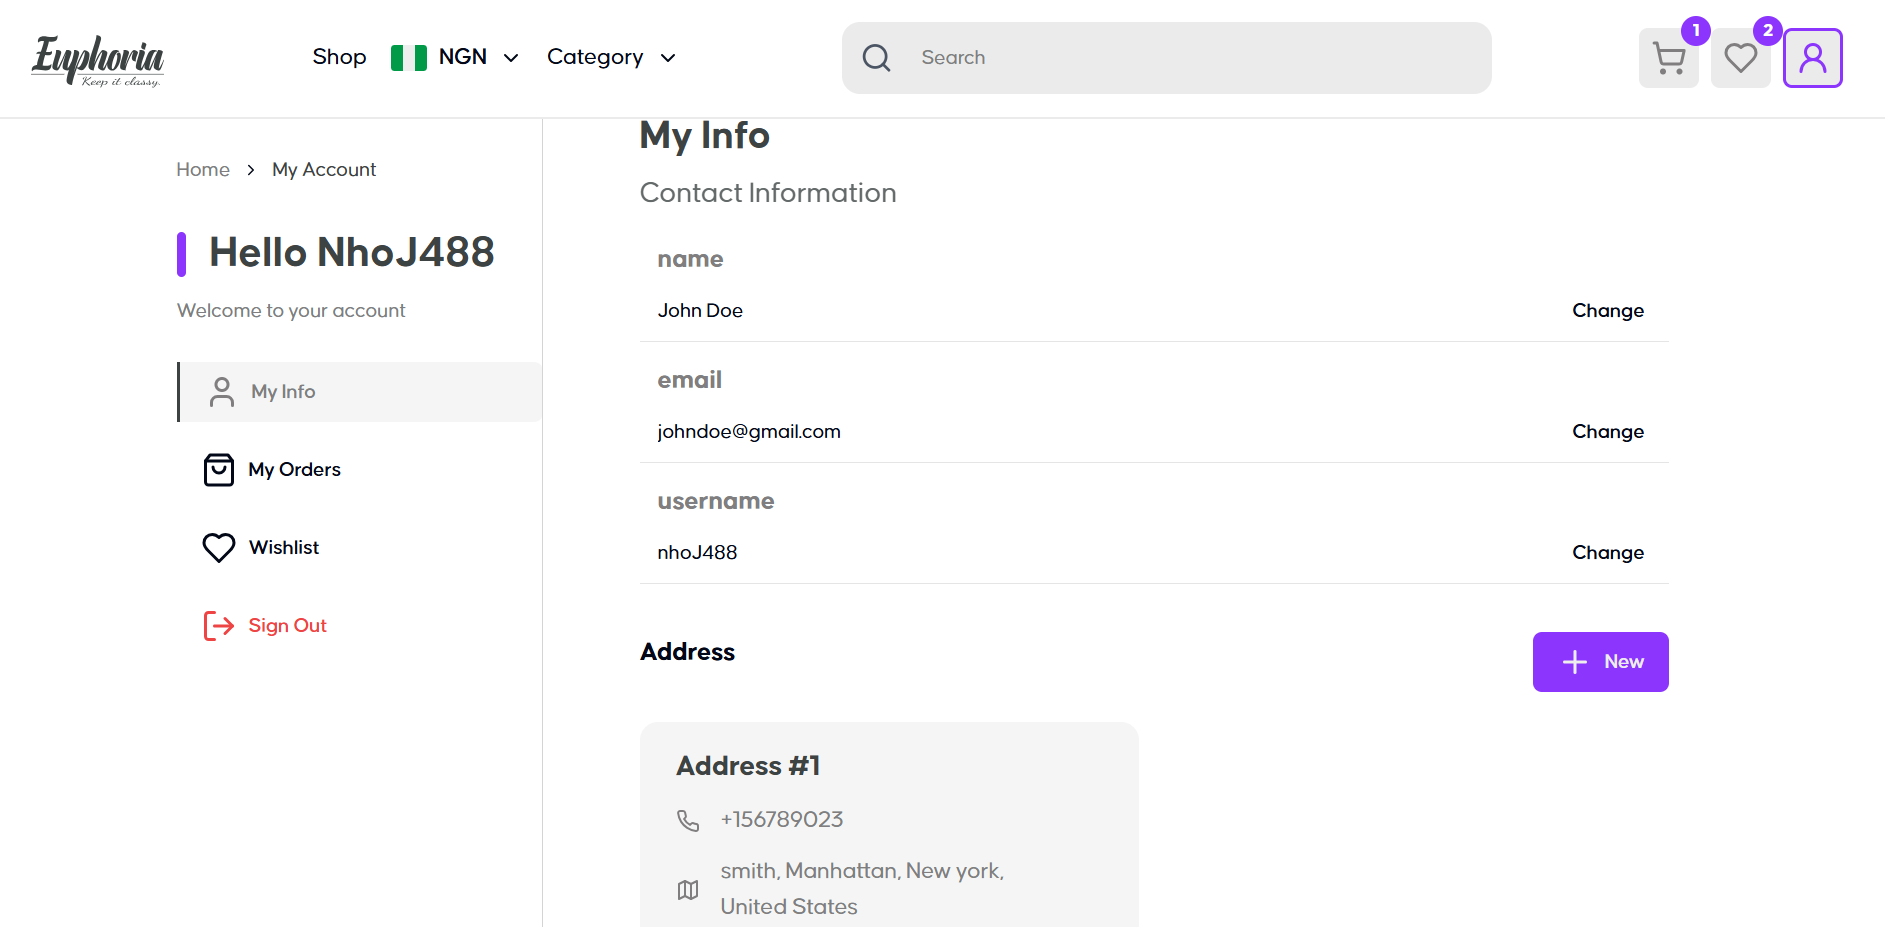 Euphoria
Keep it classy.
Shop
NGN
Category
Search
1
2
Home
My Account
Hello NhoJ488
Welcome to your account
My Info
My Orders
Wishlist
Sign Out
My Info
Contact Information
name
John Doe
Change
email
johndoe@gmail.com
Change
username
nhoJ488
Change
Address
New
Address #1
+156789023
smith, Manhattan, New york,
United States